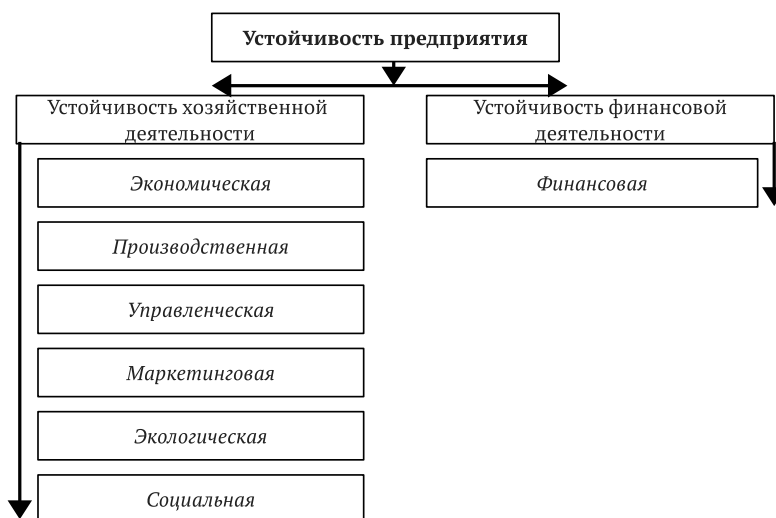 Устойчивость предприятия
Устойчивость хозяйственной
деятельности
Устойчивость финансовой
деятельности
Экономическая
Финансовая
Производственная
Управленческая
Маркетинговая
Экологическая
Социальная